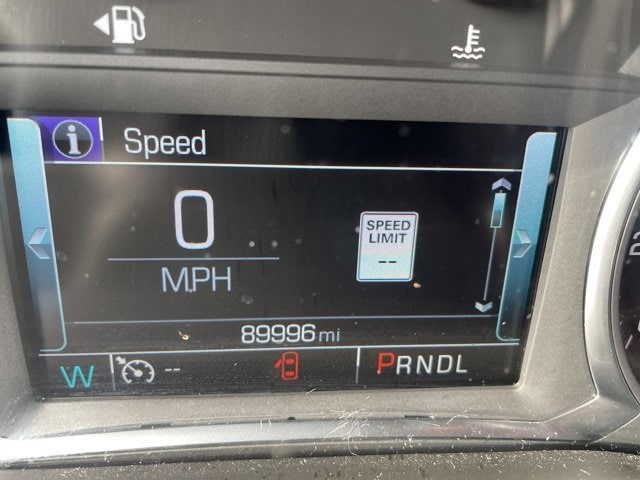 Speed
0
MPH
SPEED
LIMIT
--
89996 mi
W
--
PRNDL